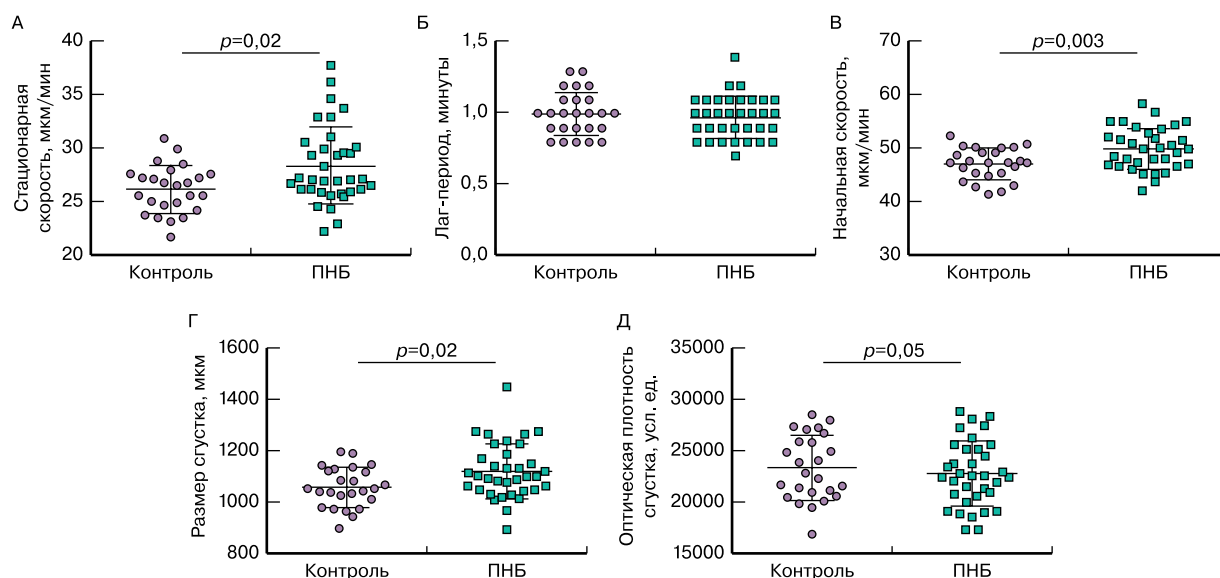 А
Стационарная
скорость, мкм/мин
40
35
30
25
20
p=0,02
Контроль
ПНБ
Б
Лаг-период, минуты
1,5
1,0
0,5
0,0
Контроль
ПНБ
В
Начальная скорость,
мкм/мин
70
60
50
40
30
p=0,003
Контроль
ПНБ
Г
Размер сгустка, мкм
1600
1400
1200
1000
800
p=0,02
Контроль
ПНБ
Д
Оптическая плотность
сгустка, усл. ед.
35000
30000
25000
20000
15000
p=0,05
Контроль
ПНБ